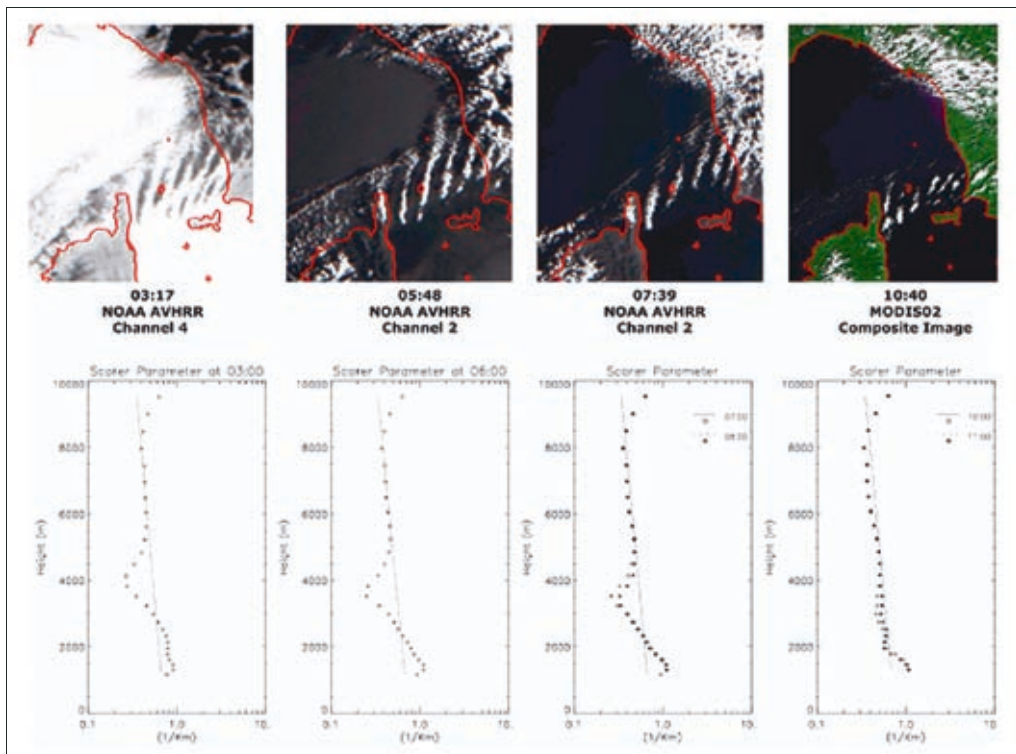 03:17
NOAA AVHRR
Channel 4
05:48
NOAA AVHRR
Channel 2
07:39
NOAA AVHRR
Channel 2
10:40
MODIS02
Composite Image
Scorer Parameter at 03:00
10000
8000
6000
4000
2000
0
Height (m)
0.1
1.0
10.
(1/Km)
Scorer Parameter at 06:00
10000
8000
6000
4000
2000
0
Height (m)
0.1
1.0
10.
(1/Km)
Scorer Parameter
07:00
08:00
10000
8000
6000
4000
2000
0
Height (m)
0.1
1.0
10.
(1/Km)
Scorer Parameter
10:00
11:00
10000
8000
6000
4000
2000
0
Height (m)
0.1
1.0
10.
(1/Km)